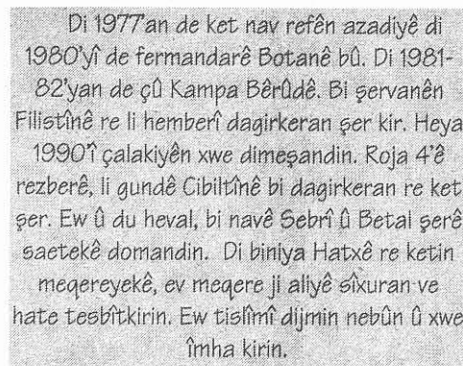 Di 1977'an de ket nav refên azadiyê di
1980'yî de fermandarê Botanê bû. Di 1981-
82'yan de çû Kampa Bêrûdê. Bi şervanên
Filistînê re li hemberî dagirkeran şer kir. Heya
1990'î çalakiyên xwe dimeşandin. Roja 4'ê
rezberê, li gundê Cibiltînê bi dagirkeran re ket
şer. Ew û du heval, bi navê Sebrî û Betal şerê
saetekê domandin. Di biniya Hatxê re ketin
meqereyekê, ev meqere ji aliyê sîxuran ve
hate tesbîtkirin. Ew tislîmî dijmin nebûn û xwe
îmha kirin.